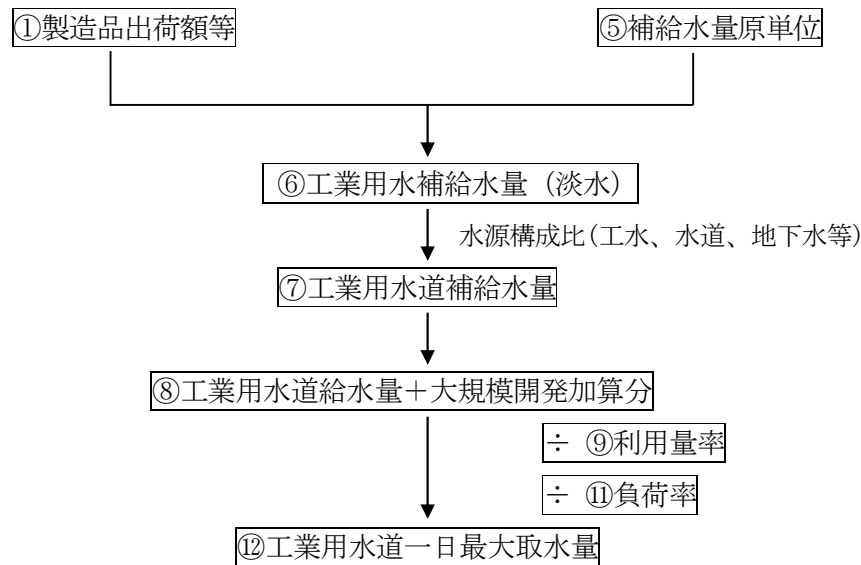 ①製造品出荷額等
⑤補給水量原単位
⑥工業用水補給水量（淡水）
水源構成比(工水、水道、地下水等)
⑦工業用水道補給水量
⑧工業用水道給水量＋大規模開発加算分
÷ ⑨利用量率
÷ ⑪負荷率
⑫工業用水道一日最大取水量